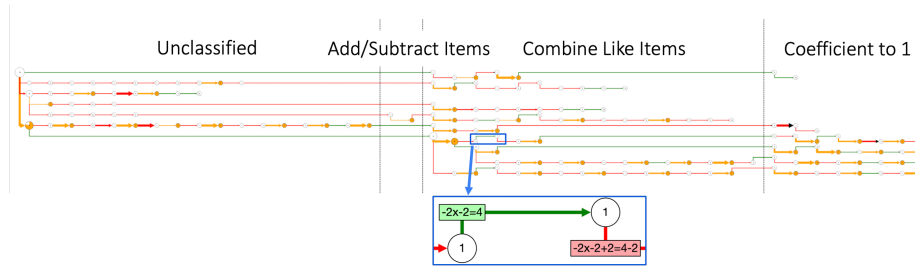 Unclassified
Add/Subtract Items
Combine Like Items
Coefficient to 1
-2x-2=4
1
1
-2x-2+2=4-2